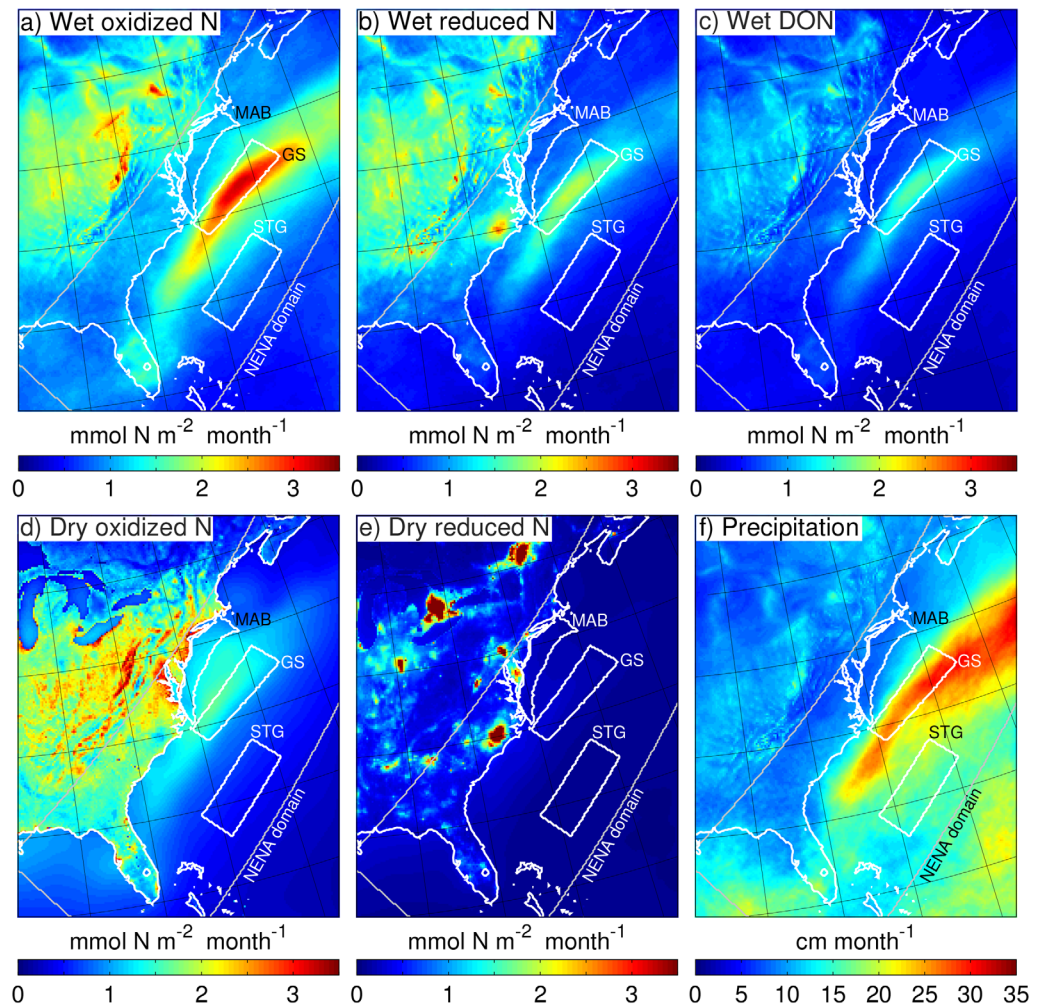 a) Wet oxidized N
MAB
GS
STG
NENA domain
mmol N m-2 month-1
0 1 2 3
b) Wet reduced N
MAB
GS
STG
NENA domain
mmol N m-2 month-1
0 1 2 3
c) Wet DON
MAB
GS
STG
NENA domain
mmol N m-2 month-1
0 1 2 3
d) Dry oxidized N
MAB
GS
STG
NENA domain
mmol N m-2 month-1
0 1 2 3
e) Dry reduced N
MAB
GS
STG
NENA domain
mmol N m-2 month-1
0 1 2 3
f) Precipitation
MAB
GS
STG
NENA domain
cm month-1
0 5 10 15 20 25 30 35